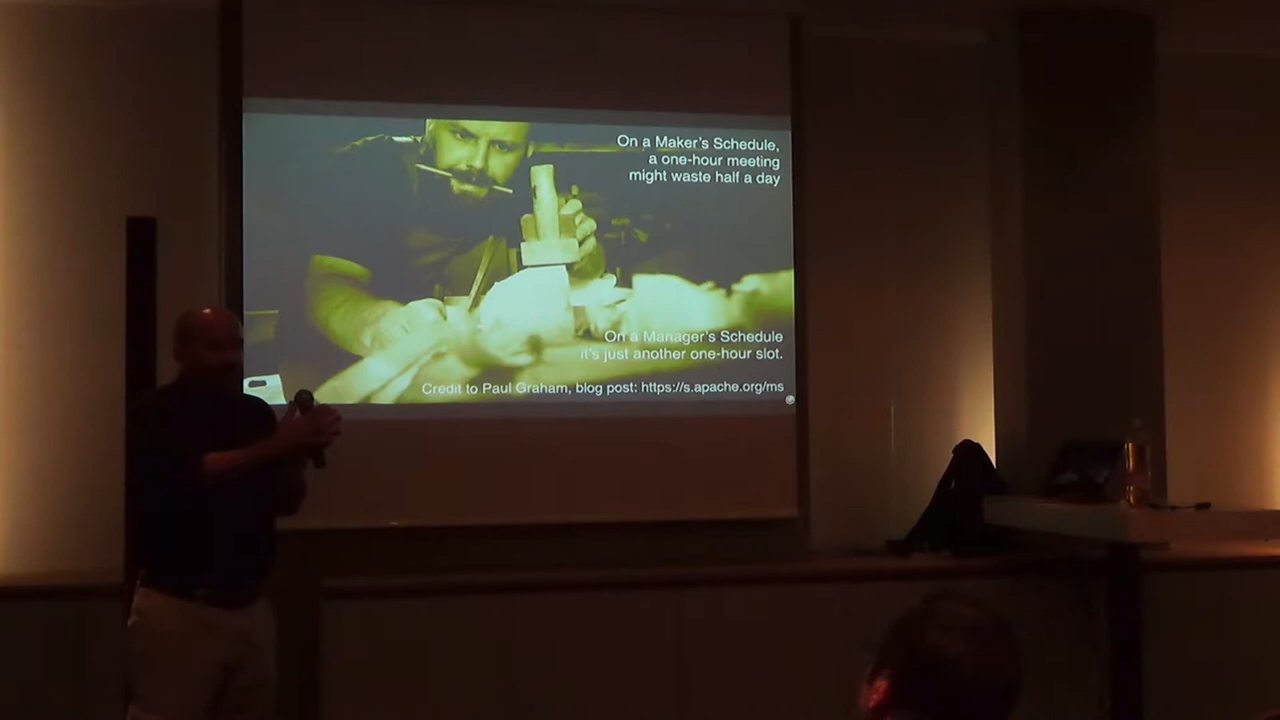 On a Maker's Schedule,
a one-hour meeting
might waste half a day
On a Manager's Schedule
it's just another one-hour slot.
Credit to Paul Graham, blog post: https://s.apache.org/ms